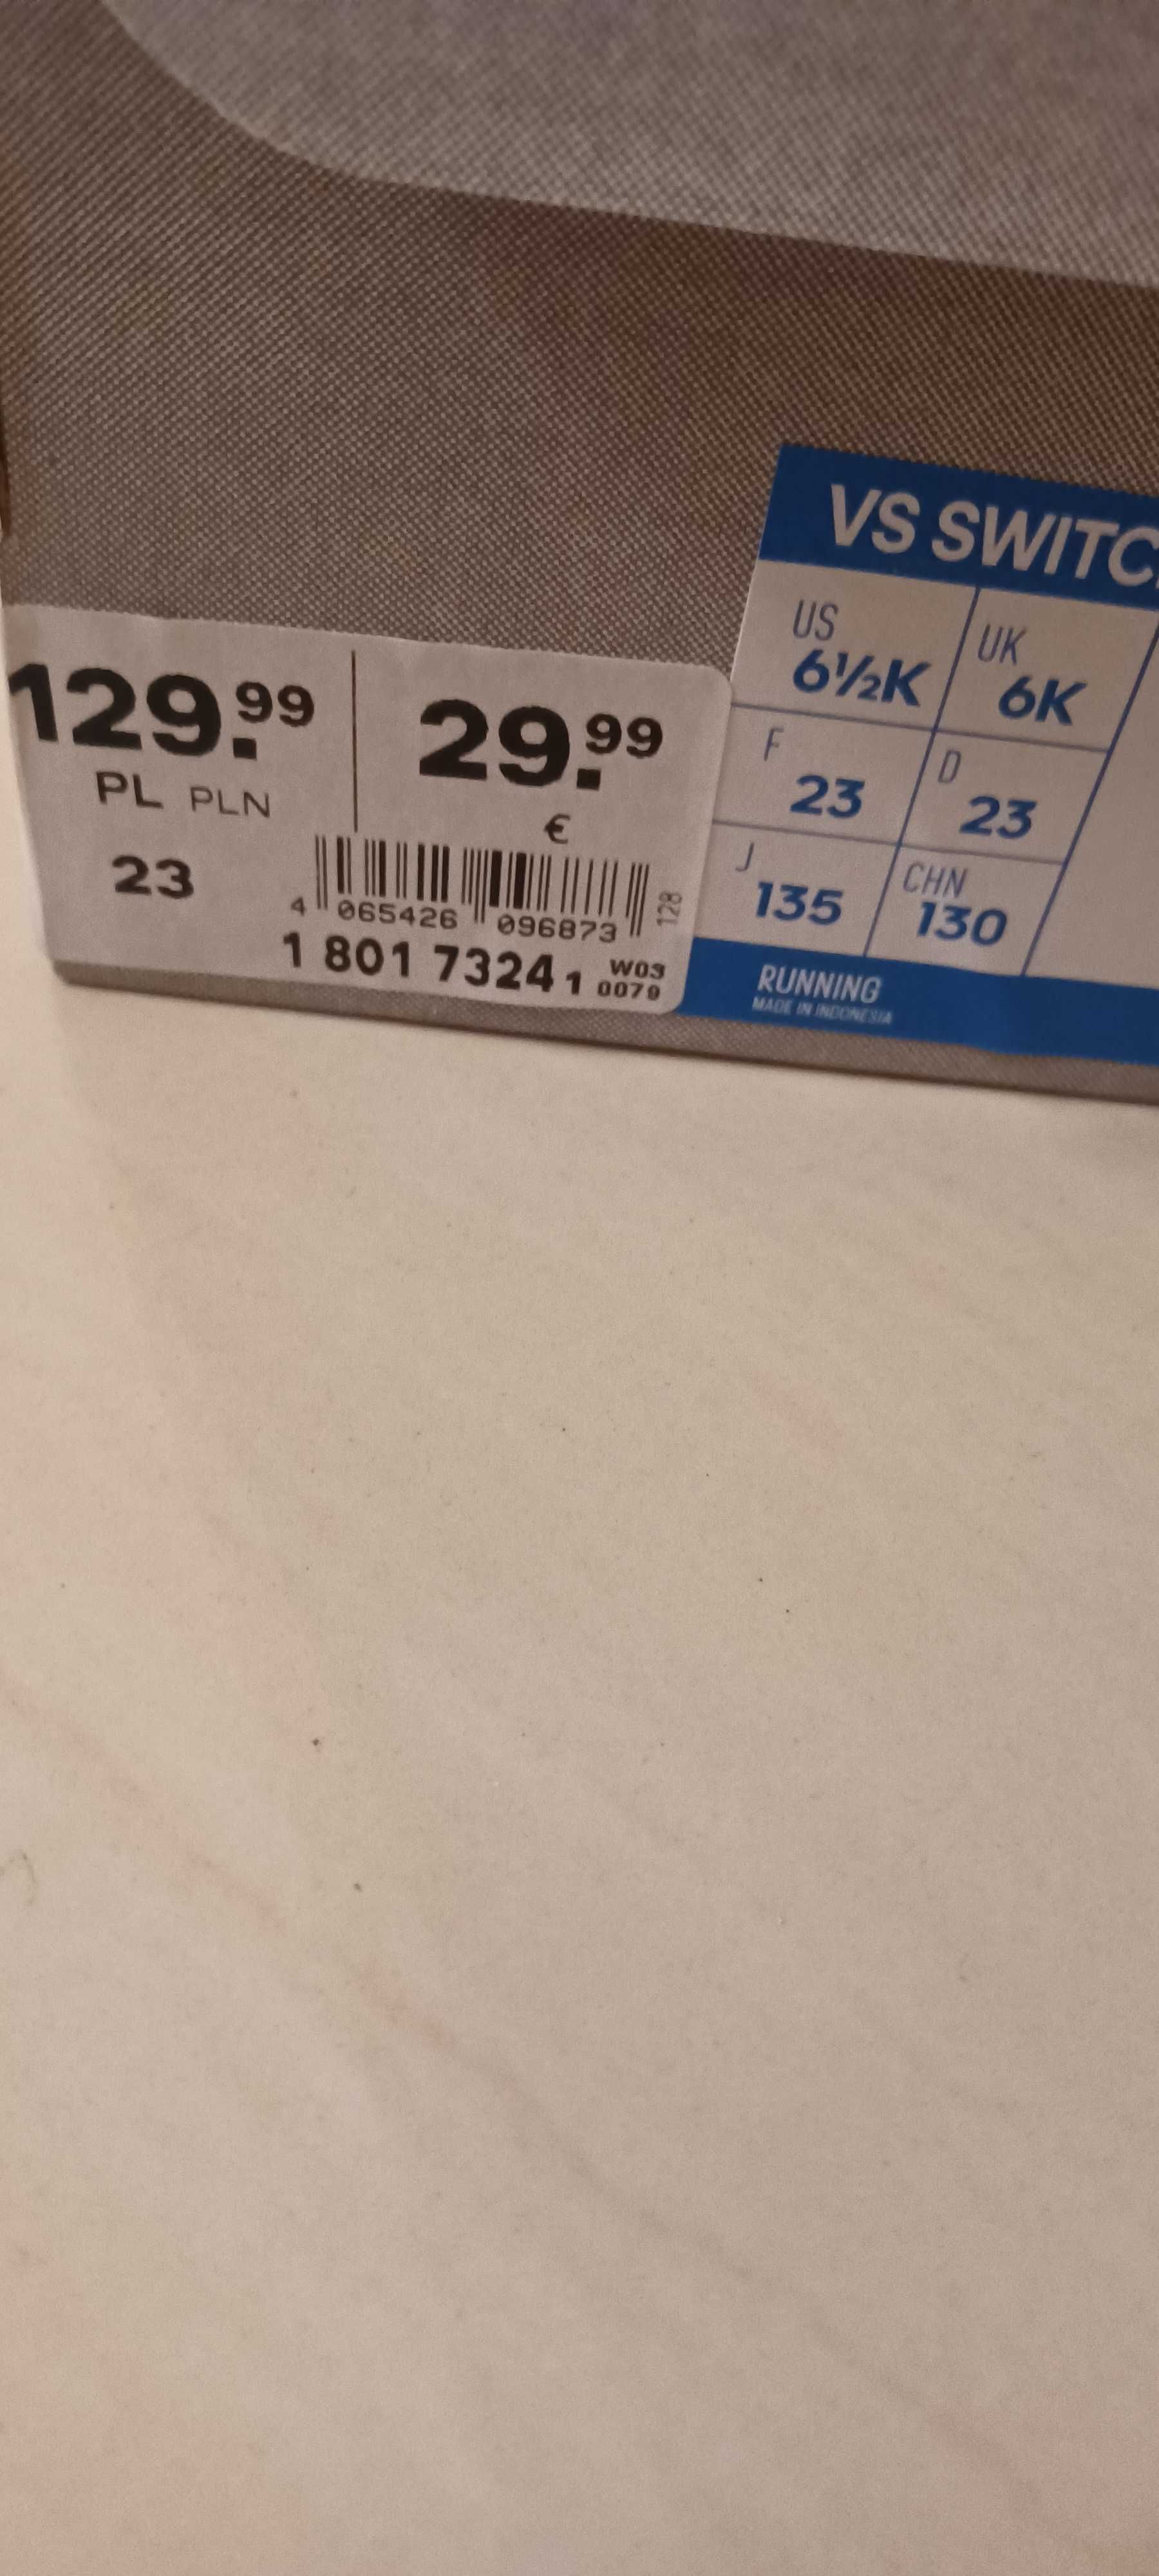 129.99
PL PLN
29.99
€
23
4 065426 096873
128
1 801 7324 1 W03
0079
VS SWITC
US
6½K
UK
6K
F
23
D
23
J
135
CHN
130
RUNNING
MADE IN INDONESIA